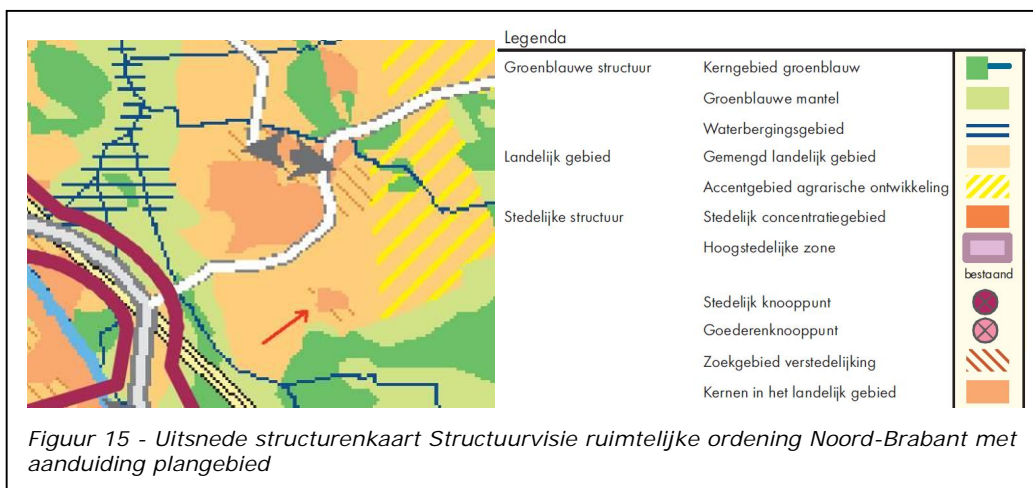 Legenda
Groenblauwe structuur Kerngebied groenblauw
Groenblauwe mantel
Waterbergingsgebied
Landelijk gebied Gemengd landelijk gebied
Accentgebied agrarische ontwikkeling
Stedelijke structuur Stedelijk concentratiegebied
Hoogstedelijke zone
bestaand
Stedelijk knooppunt
Goederenknooppunt
Zoekgebied verstedelijking
Kernen in het landelijk gebied
Figuur 15 - Uitsnede structurenkaart Structuurvisie ruimtelijke ordening Noord-Brabant met
aanduiding plangebied